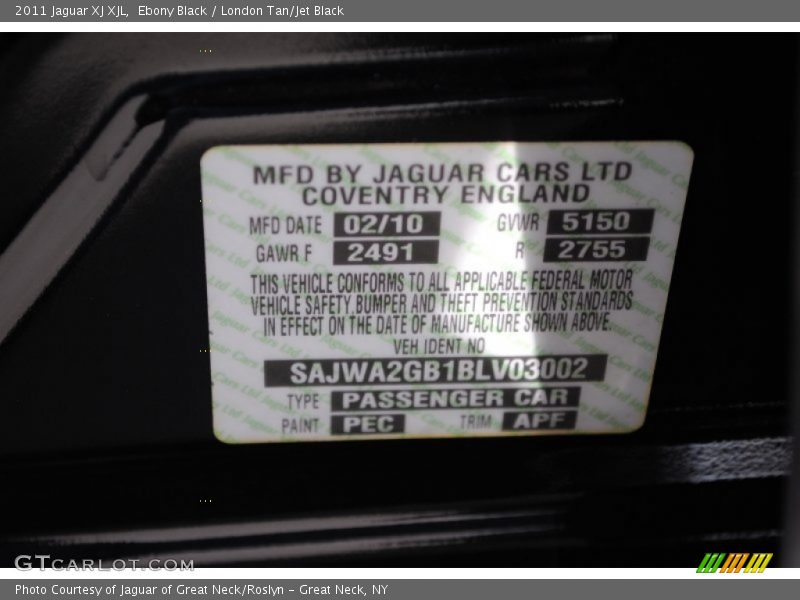 2011 Jaguar XJ XJL,  Ebony Black / London Tan/Jet Black
MFD BY JAGUAR CARS LTD
COVENTRY ENGLAND
MFD DATE 02/10 GVWR 5150
GAWR F 2491 R 2755
THIS VEHICLE CONFORMS TO ALL APPLICABLE FEDERAL MOTOR
VEHICLE SAFETY, BUMPER AND THEFT PREVENTION STANDARDS
IN EFFECT ON THE DATE OF MANUFACTURE SHOWN ABOVE.
VEH IDENT NO
SAJWA2GB1BLV03002
TYPE PASSENGER CAR
PAINT PEC TRIM APF
GTCARLOT.COM
Photo Courtesy of Jaguar of Great Neck/Roslyn – Great Neck, NY